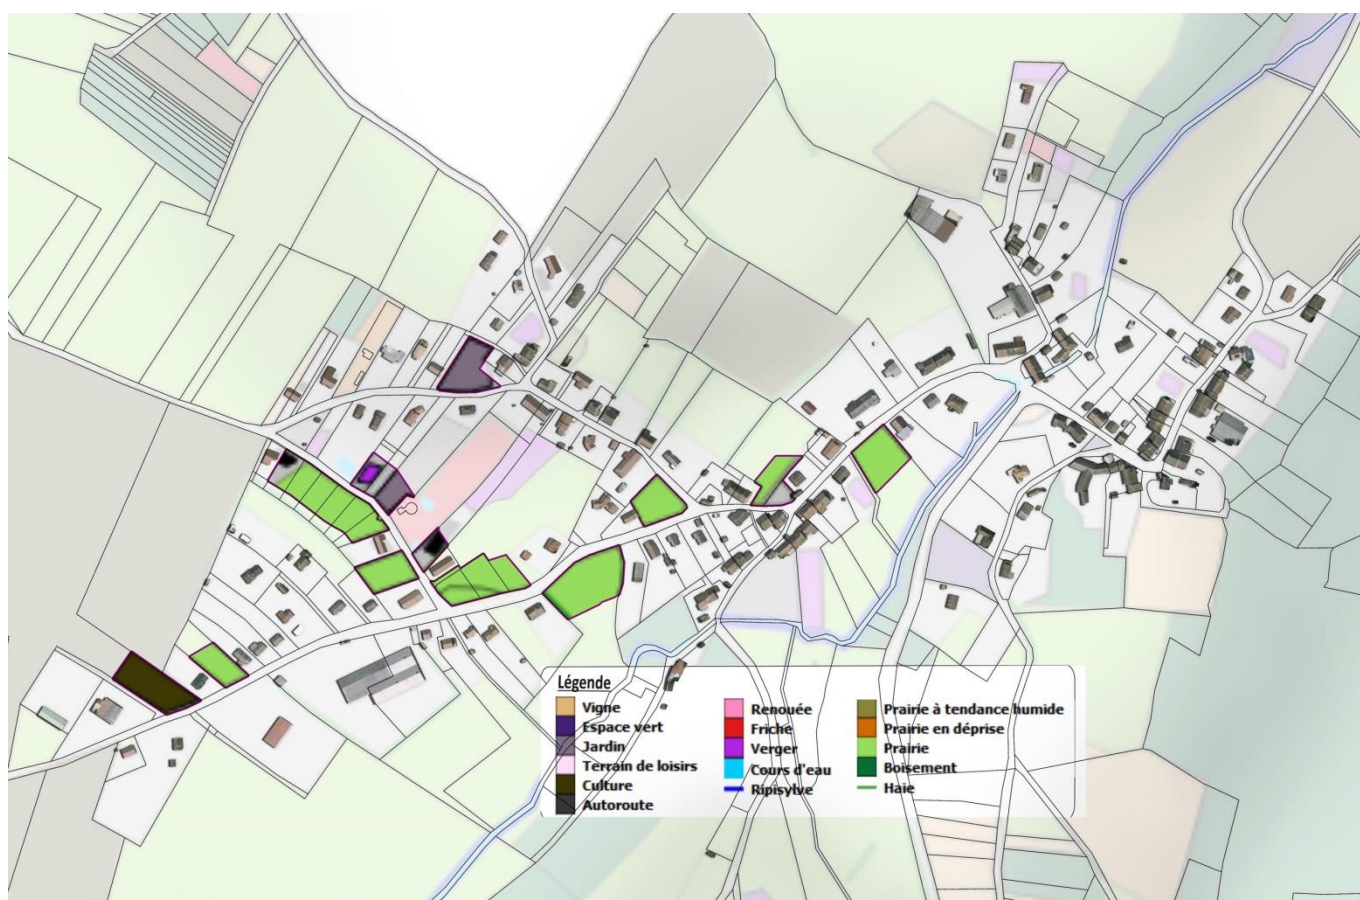 Légende
Vigne
Espace vert
Jardin
Terrain de loisirs
Culture
Autoroute
Renouée
Friche
Verger
Cours d'eau
Ripisylve
Prairie à tendance humide
Prairie en déprise
Prairie
Boisement
Haie